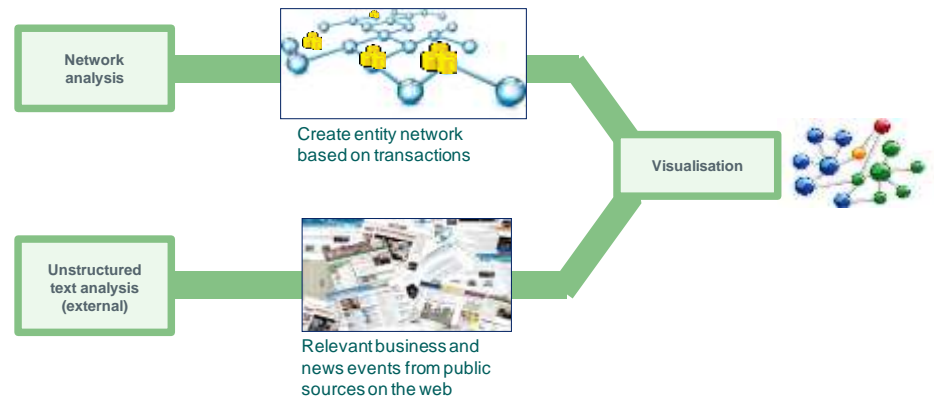 Network
analysis
Create entity network
based on transactions
Visualisation
Unstructured
text analysis
(external)
Relevant business and
news events from public
sources on the web